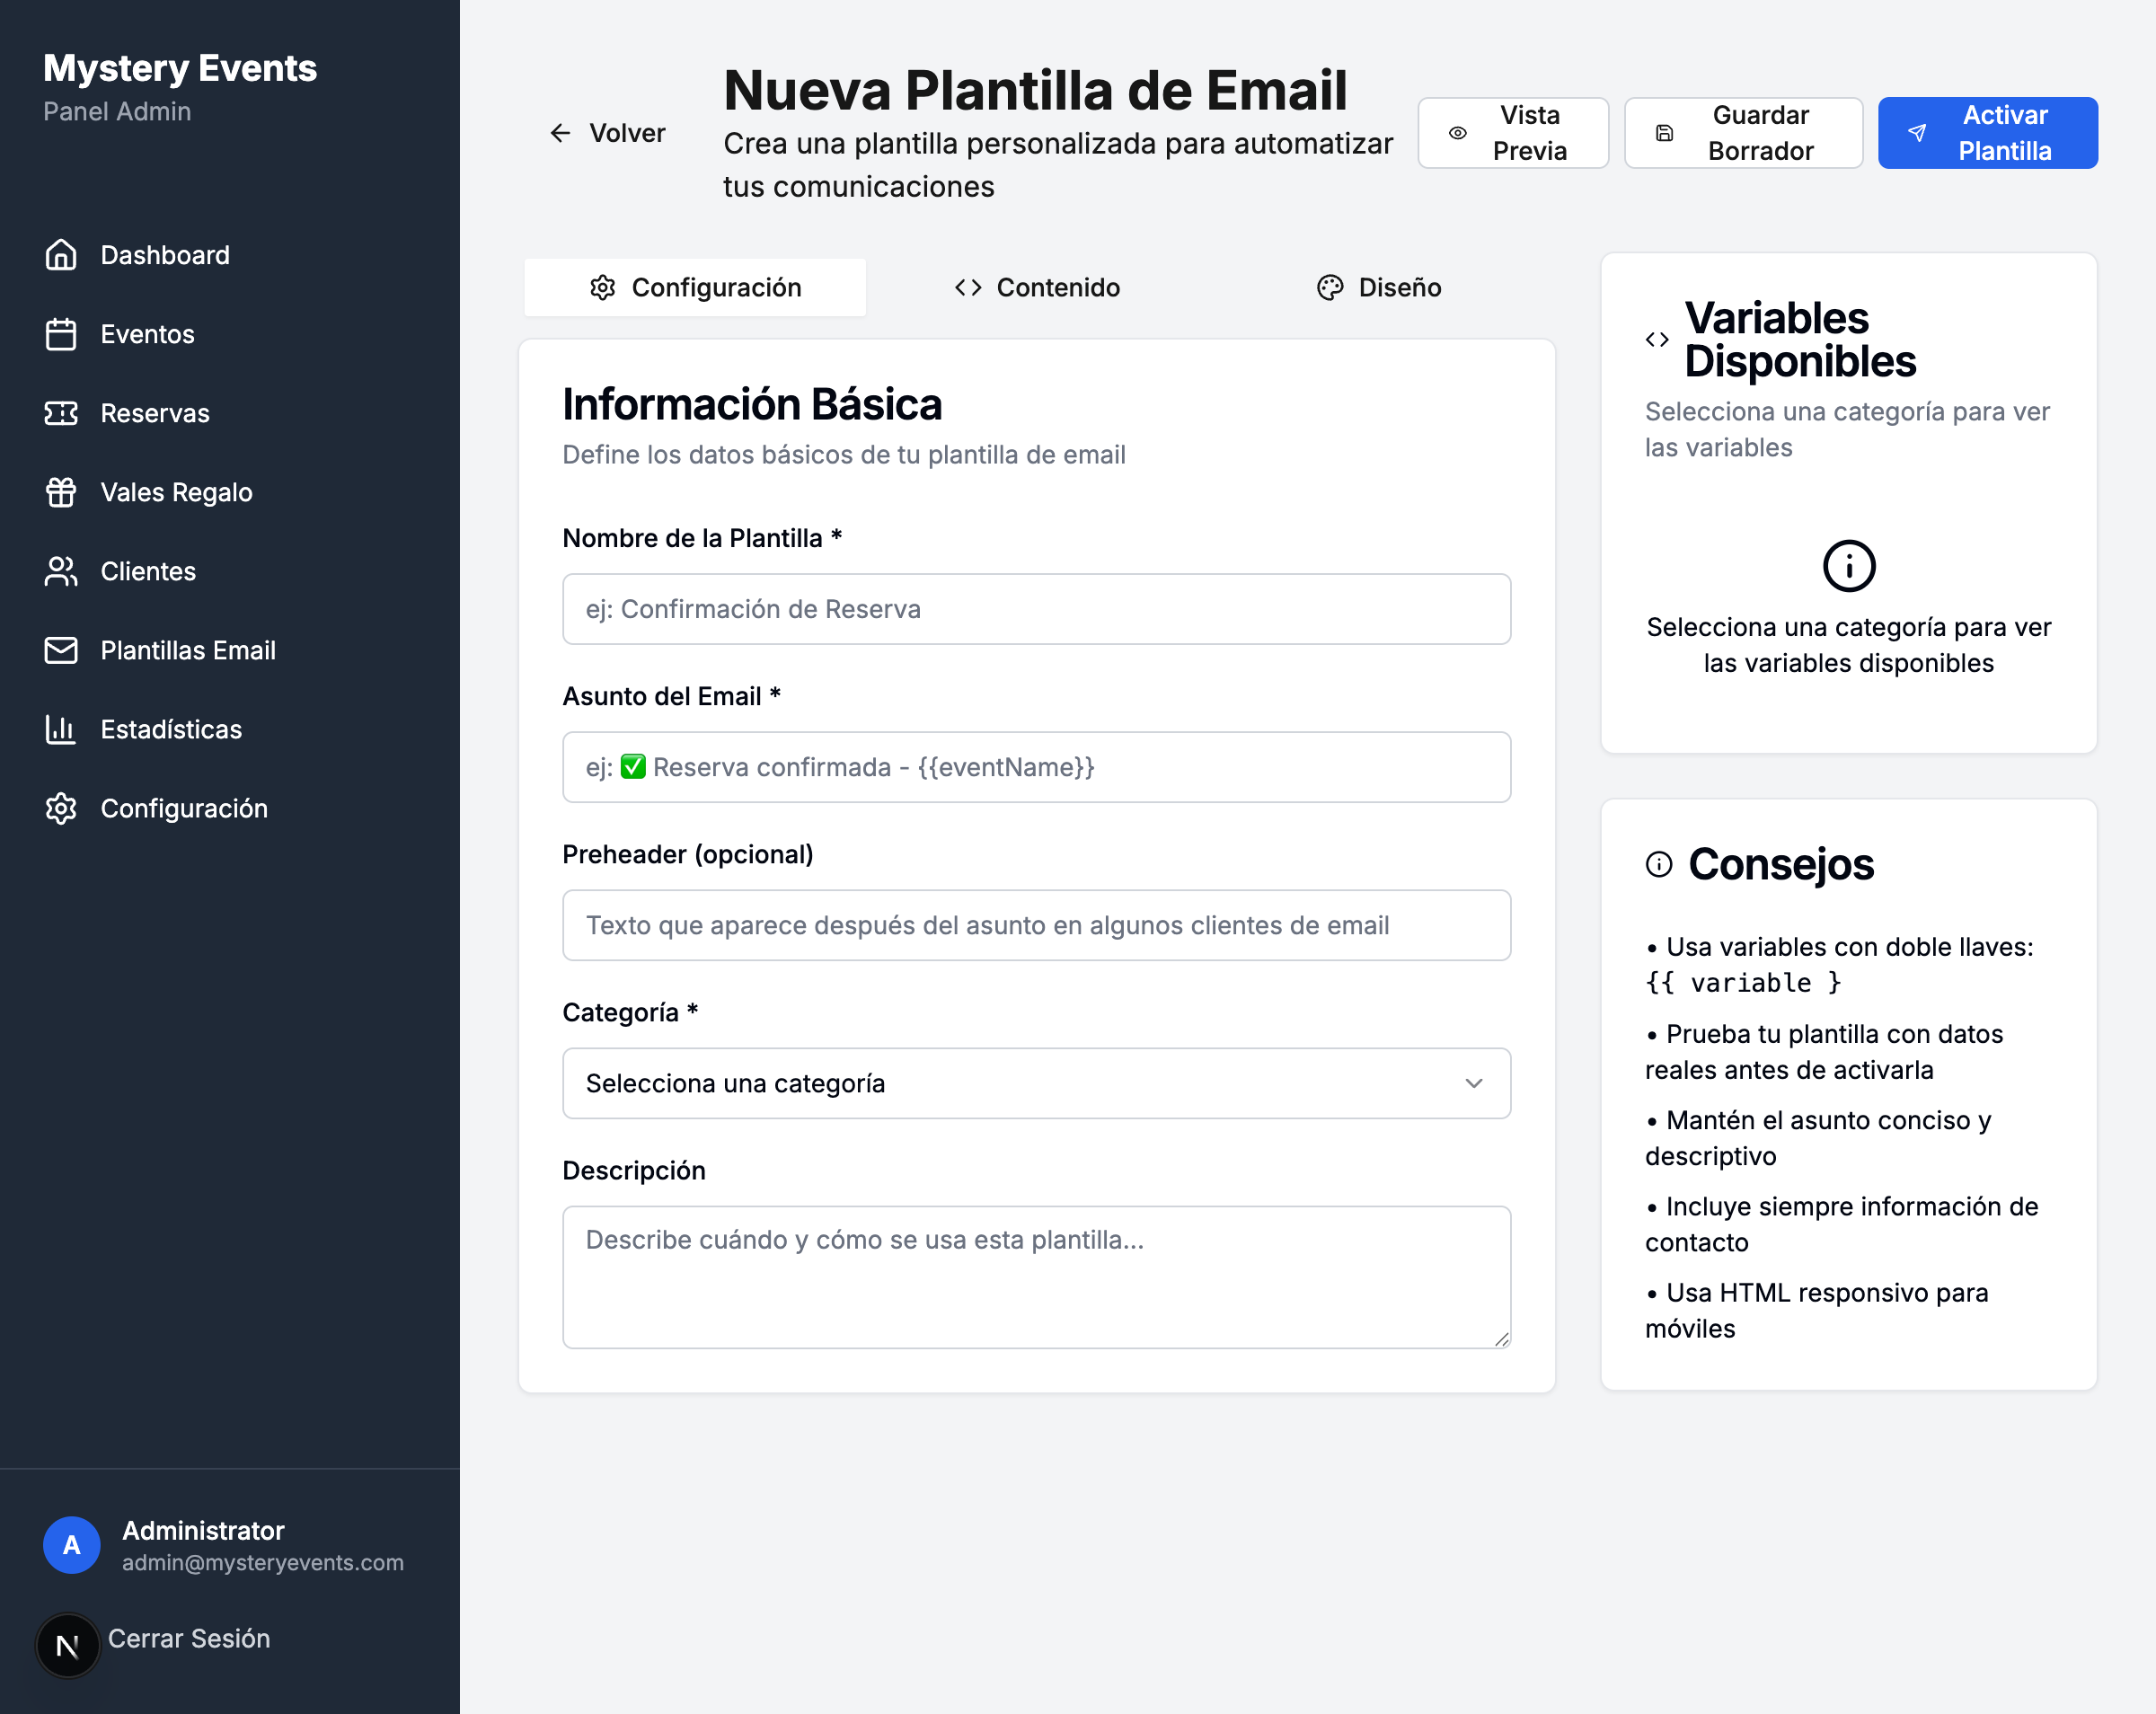 Mystery Events
Panel Admin
Dashboard
Eventos
Reservas
Vales Regalo
Clientes
Plantillas Email
Estadísticas
Configuración
A
Administrator
admin@mysteryevents.com
N
Cerrar Sesión
Volver
Nueva Plantilla de Email
Crea una plantilla personalizada para automatizar
tus comunicaciones
Vista
Previa
Guardar
Borrador
Activar
Plantilla
Configuración
Contenido
Diseño
Información Básica
Define los datos básicos de tu plantilla de email
Nombre de la Plantilla *
ej: Confirmación de Reserva
Asunto del Email *
ej: ✅ Reserva confirmada - {{eventName}}
Preheader (opcional)
Texto que aparece después del asunto en algunos clientes de email
Categoría *
Selecciona una categoría
Descripción
Describe cuándo y cómo se usa esta plantilla...
Variables
Disponibles
Selecciona una categoría para ver
las variables
Selecciona una categoría para ver
las variables disponibles
Consejos
• Usa variables con doble llaves:
{{ variable }
• Prueba tu plantilla con datos
reales antes de activarla
• Mantén el asunto conciso y
descriptivo
• Incluye siempre información de
contacto
• Usa HTML responsivo para
móviles